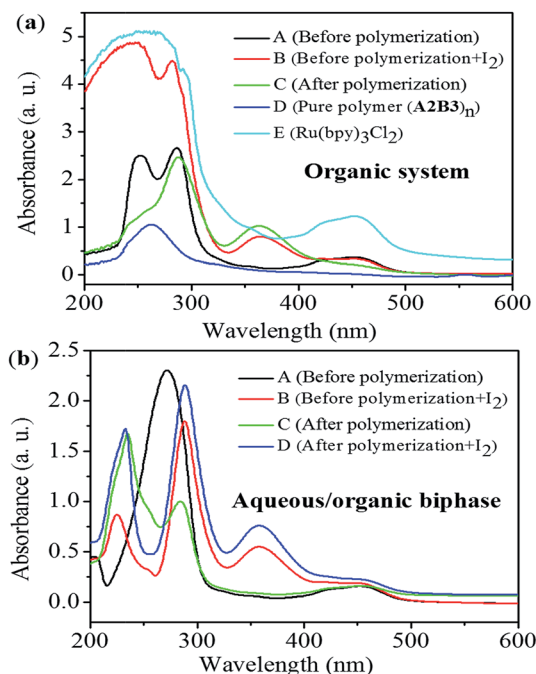 (a)
5
4
3
2
1
0
Absorbance (a. u.)
A (Before polymerization)
B (Before polymerization+I2)
C (After polymerization)
D (Pure polymer (A2B3)n)
E (Ru(bpy)3Cl2)
Organic system
200 300 400 500 600
Wavelength (nm)
(b)
2.5
2.0
1.5
1.0
0.5
0.0
Absorbance (a. u.)
A (Before polymerization)
B (Before polymerization+I2)
C (After polymerization)
D (After polymerization+I2)
Aqueous/organic biphase
200 300 400 500 600
Wavelength (nm)